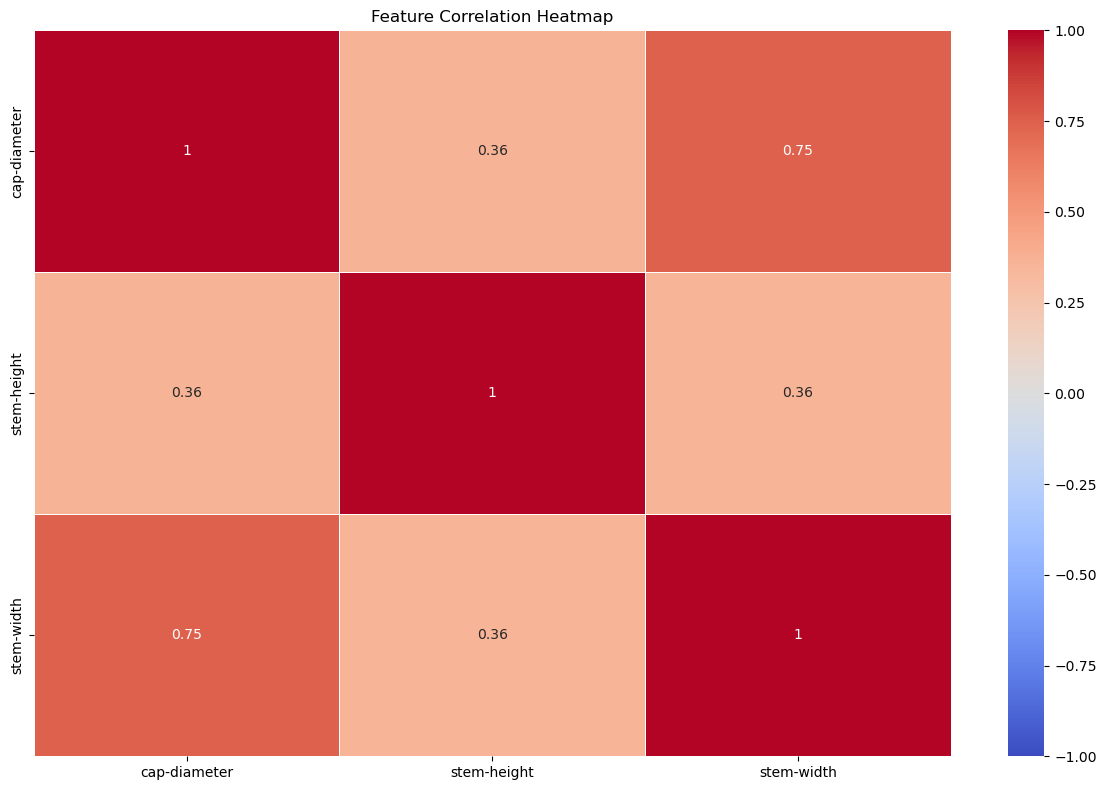 Feature Correlation Heatmap
cap-diameter
1
0.36
0.75
stem-height
0.36
1
0.36
stem-width
0.75
0.36
1
cap-diameter
stem-height
stem-width
1.00
0.75
0.50
0.25
0.00
−0.25
−0.50
−0.75
−1.00